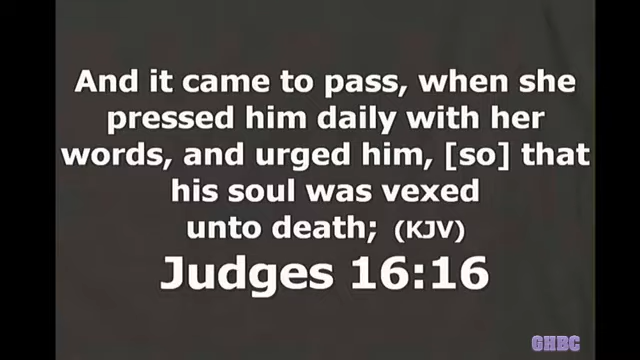 And it came to pass, when she
pressed him daily with her
words, and urged him, [so] that
his soul was vexed
unto death; (KJV)
Judges 16:16
GHBC